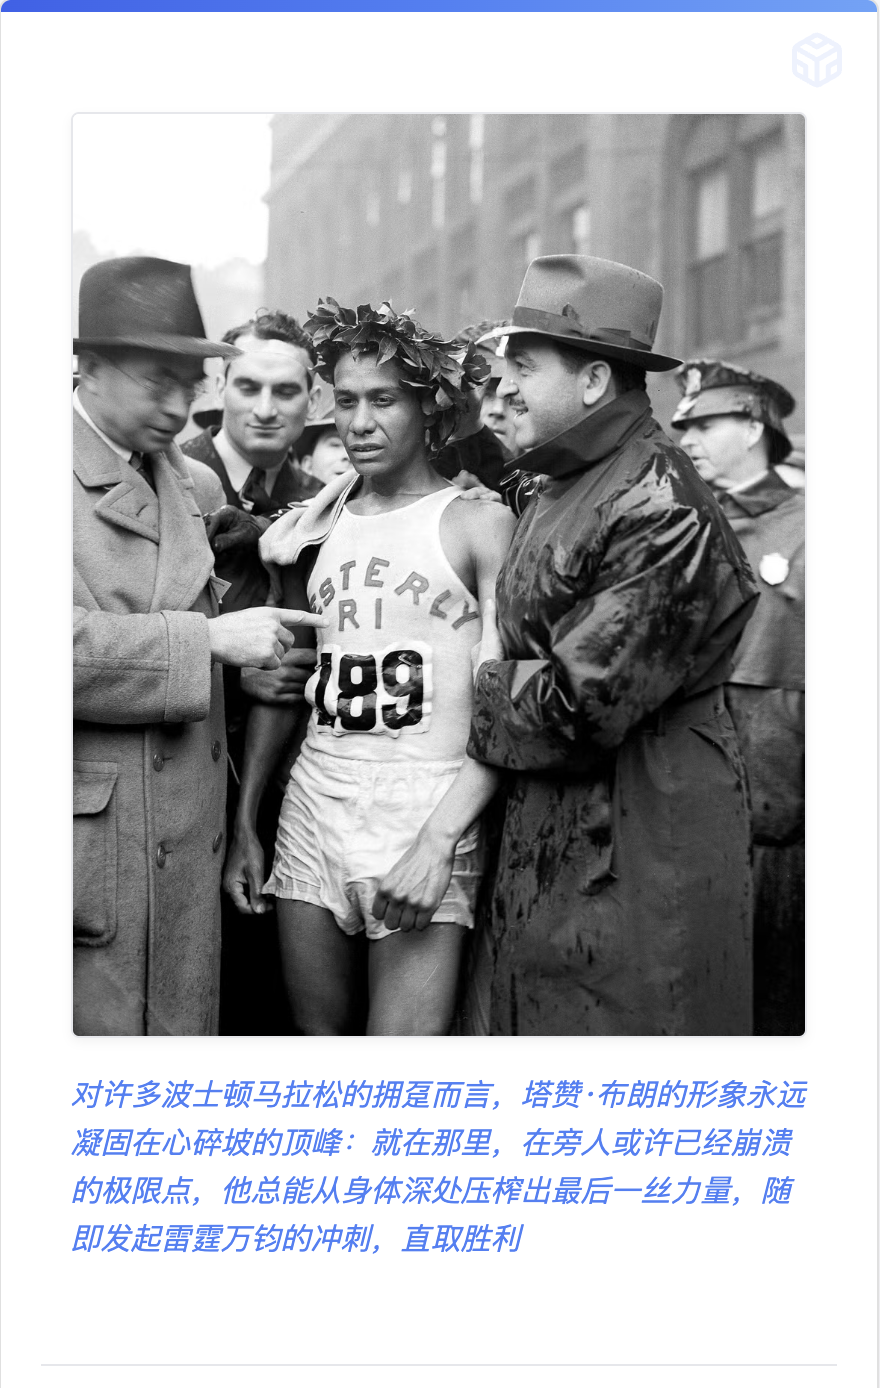 ESTERLY
RI
189
对许多波士顿马拉松的拥趸而言，塔赞·布朗的形象永远
凝固在心碎坡的顶峰：就在那里，在旁人或许已经崩溃
的极限点，他总能从身体深处压榨出最后一丝力量，随
即发起雷霆万钧的冲刺，直取胜利